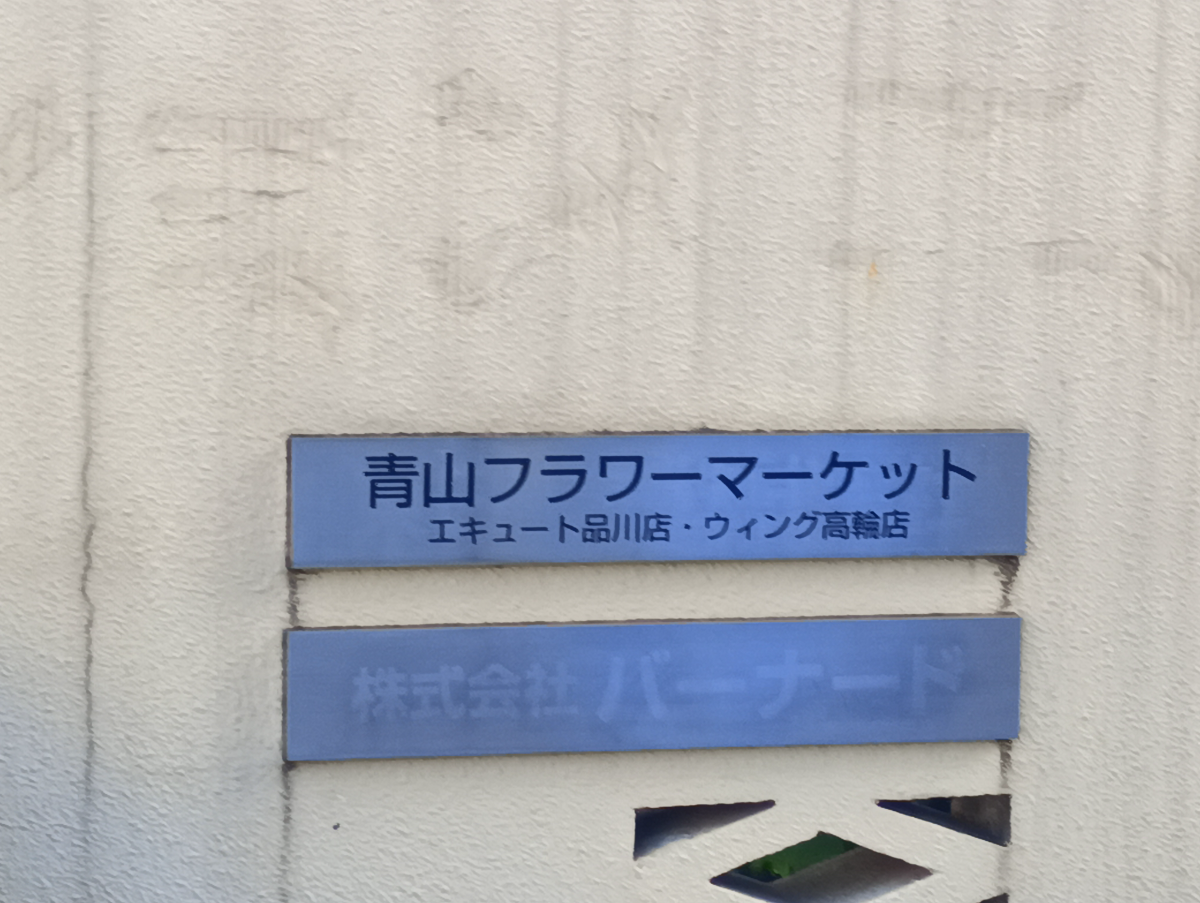 青山フラワーマーケット
エキュート品川店・ウィング高輪店
株式会社 バーナード